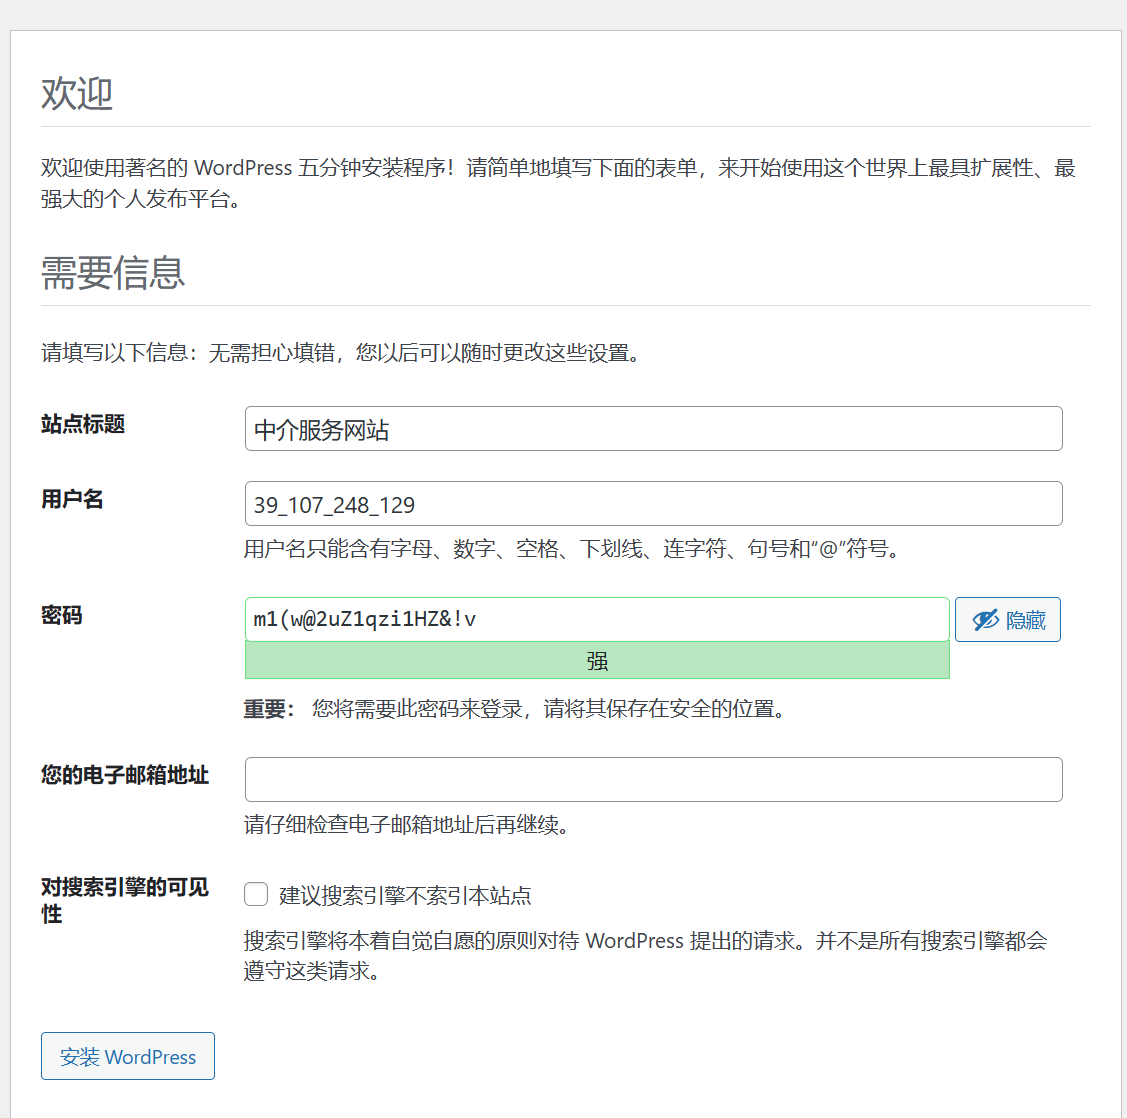 欢迎
欢迎使用著名的 WordPress 五分钟安装程序！请简单地填写下面的表单，来开始使用这个世界上最具扩展性、最
强大的个人发布平台。
需要信息
请填写以下信息：无需担心填错，您以后可以随时更改这些设置。
站点标题
中介服务网站
用户名
39_107_248_129
用户名只能含有字母、数字、空格、下划线、连字符、句号和“@”符号。
密码
m1(w@2uZ1qzi1HZ&!v
隐藏
强
重要： 您将需要此密码来登录，请将其保存在安全的位置。
您的电子邮箱地址
请仔细检查电子邮箱地址后再继续。
对搜索引擎的可见
性
建议搜索引擎不索引本站点
搜索引擎将本着自觉自愿的原则对待 WordPress 提出的请求。并不是所有搜索引擎都会
遵守这类请求。
安装 WordPress